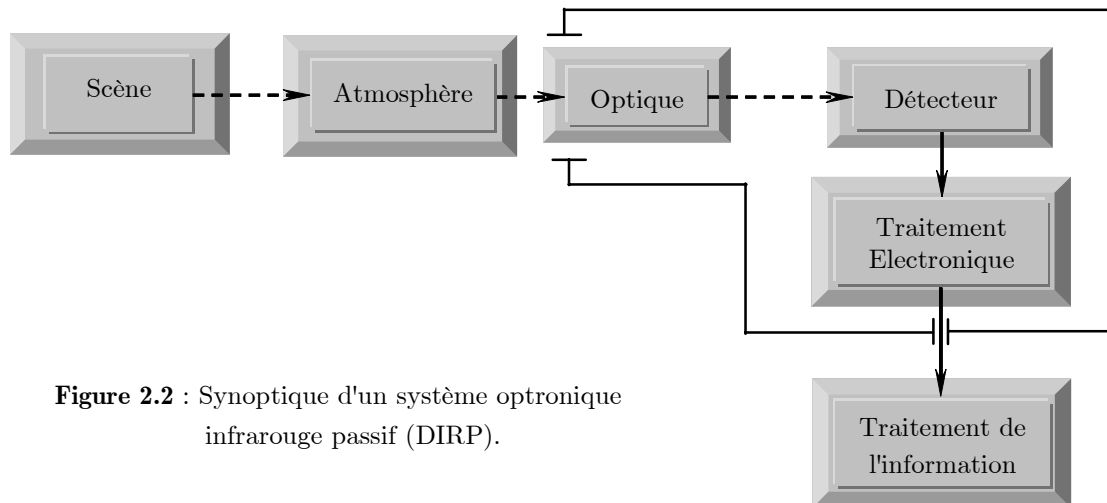 Scène
Atmosphère
Optique
Détecteur
Traitement
Electronique
Traitement de
l'information
Figure 2.2 : Synoptique d'un système optronique
infrarouge passif (DIRP).